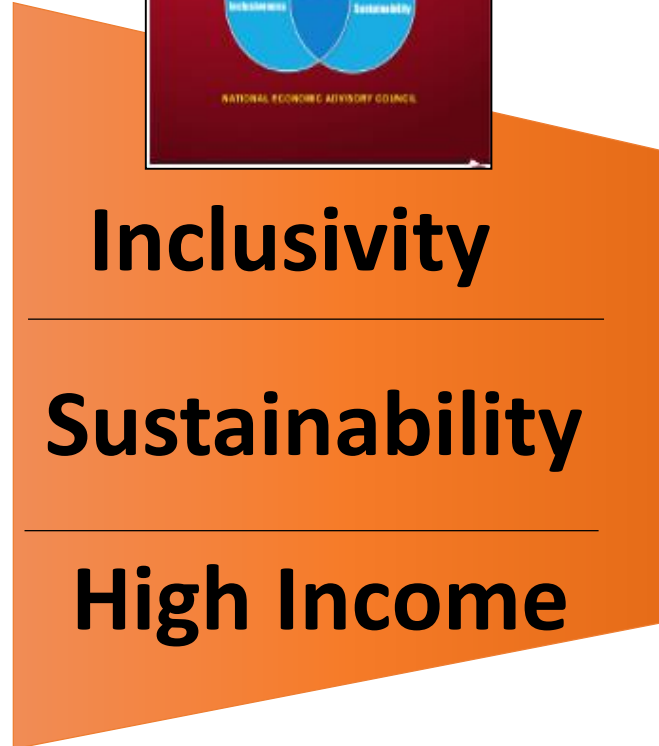 Inclusiveness Sustainability
NATIONAL ECONOMIC ADVISORY COUNCIL
Inclusivity
Sustainability
High Income